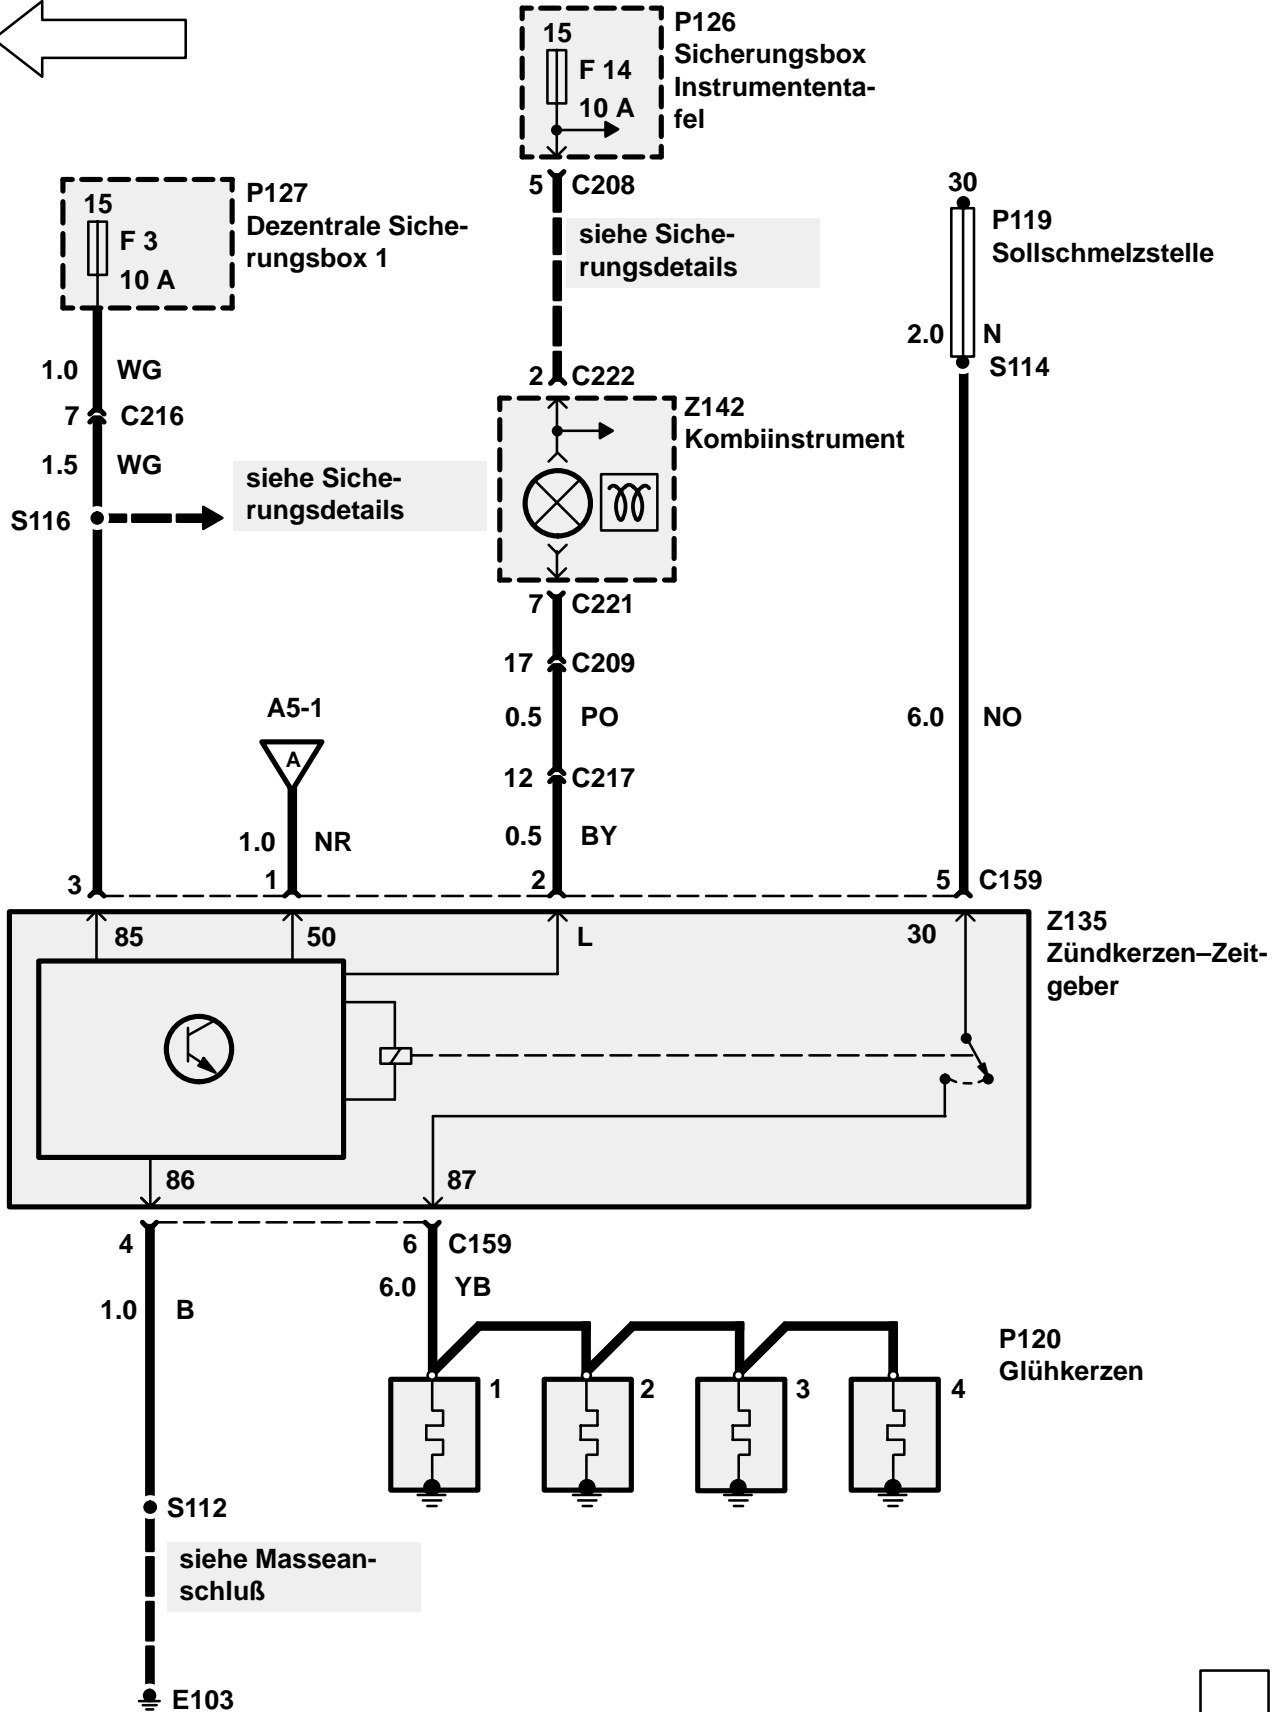 15
F 14
10 A
P126
Sicherungsbox
Instrumententa-
fel
5 C208
siehe Siche-
rungsdetails
15
F 3
10 A
P127
Dezentrale Siche-
rungsbox 1
30
P119
Sollschmelzstelle
2.0 N
S114
1.0 WG
7 C216
1.5 WG
S116
siehe Siche-
rungsdetails
2 C222
Z142
Kombiinstrument
7 C221
17 C209
0.5 PO
12 C217
0.5 BY
6.0 NO
A5-1
A
1.0 NR
3
1
2
5 C159
85
50
L
30
Z135
Zündkerzen–Zeit-
geber
86
87
4
6 C159
1.0 B
6.0 YB
P120
Glühkerzen
1
2
3
4
S112
siehe Massean-
schluß
E103